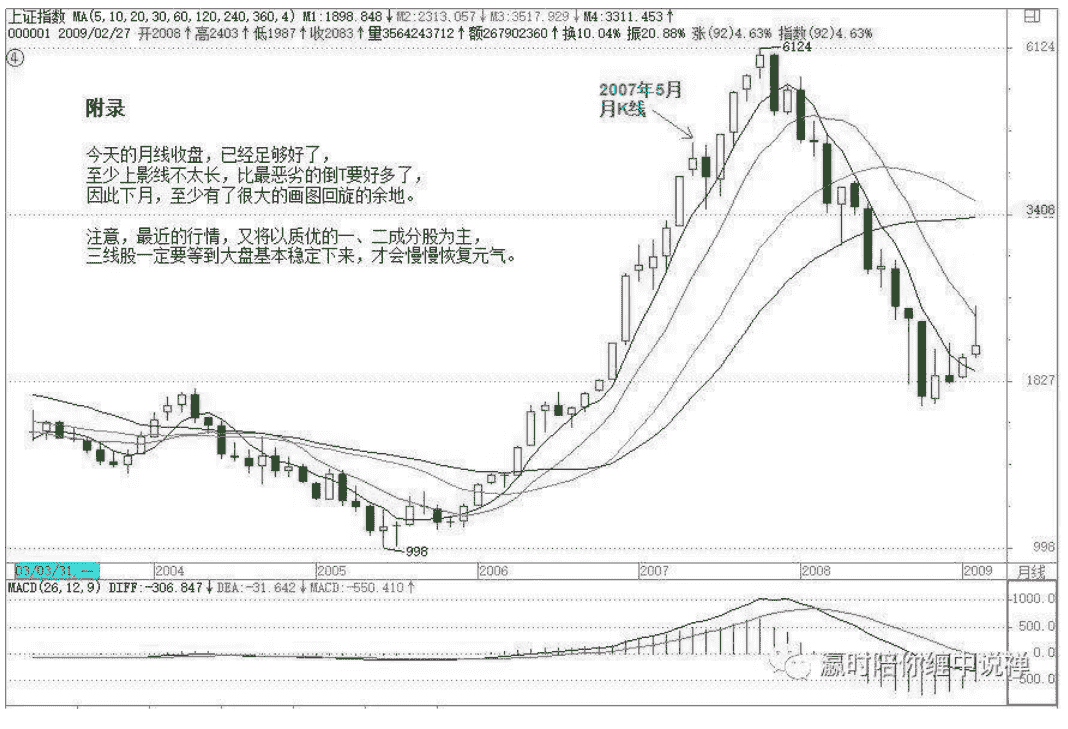 上证指数 MA(5,10,20,30,60,120,240,360,4) M1:1898.848↓M2:2313.057↓M3:3517.929↓M4:3311.453↑
000001 2009/02/27 开2008↑高2403↑低1987↑收2083↑量3564243712↑额267902360↑换10.04% 振20.88% 涨(92)4.63% 指数(92)4.63%
④
6124
6124
2007年5月
月K线
附录
今天的月线收盘，已经足够好了，
至少上影线不太长，比最恶劣的倒T要好多了，
因此下月，至少有了很大的画图回旋的余地。
3408
注意，最近的行情，又将以质优的一、二成分股为主，
三线股一定要等到大盘基本稳定下来，才会慢慢恢复元气。
1827
998
998
03/03/31,一 2004 2005 2006 2007 2008 2009 月线
MACD(26,12,9) DIFF:-306.847↓DEA:-31.642↓MACD:-550.410↑
1000.0
500.0
0.0
瀛时陪你缠中说禅
-500.0